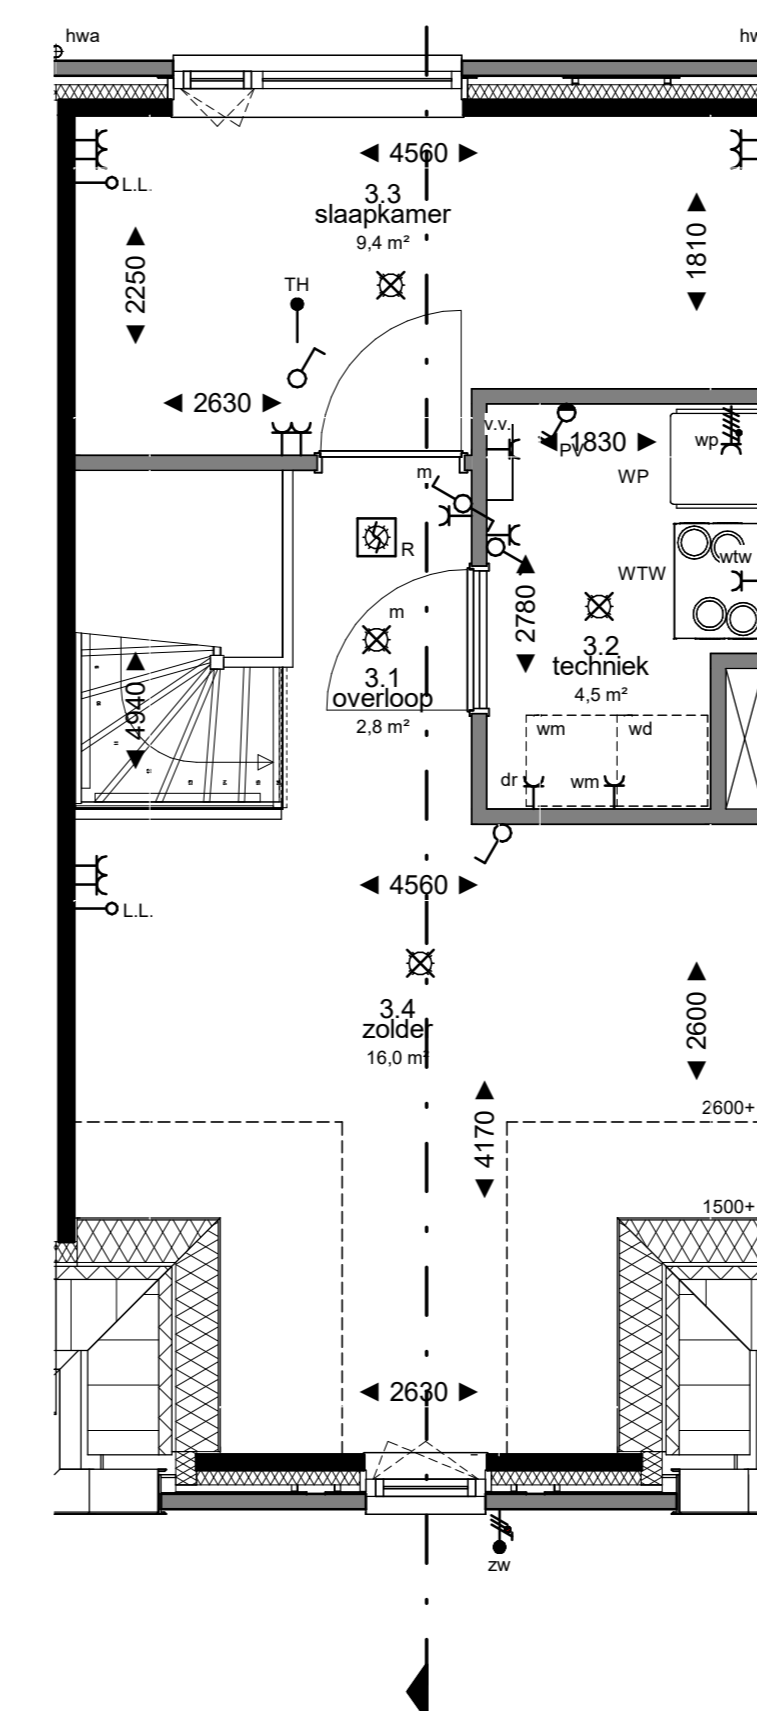 hwa
4560
3.3
slaapkamer
9,4 m²
L.L.
2250
1810
TH
2630
v.v.
1830
PV
wp
WP
m
R
wtw
WTW
2780
m
3.1
overloop
2,8 m²
3.2
techniek
4,5 m²
4940
wm
wd
dr
wm
4560
L.L.
3.4
zolder
16,0 m²
2600
2600+
4170
1500+
2630
zw